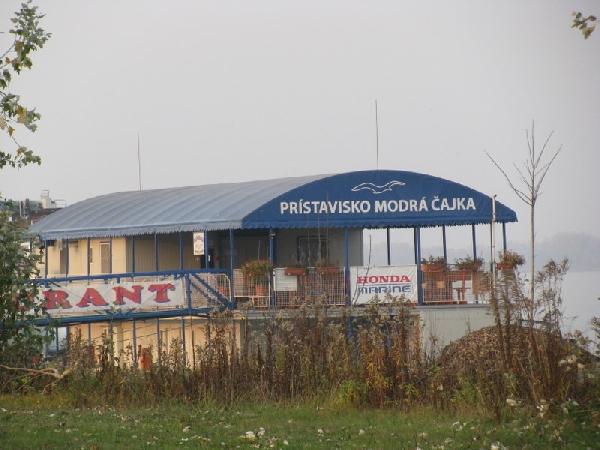 PRÍSTAVISKO MODRÁ ČAJKA
HONDA
MARINE
RANT